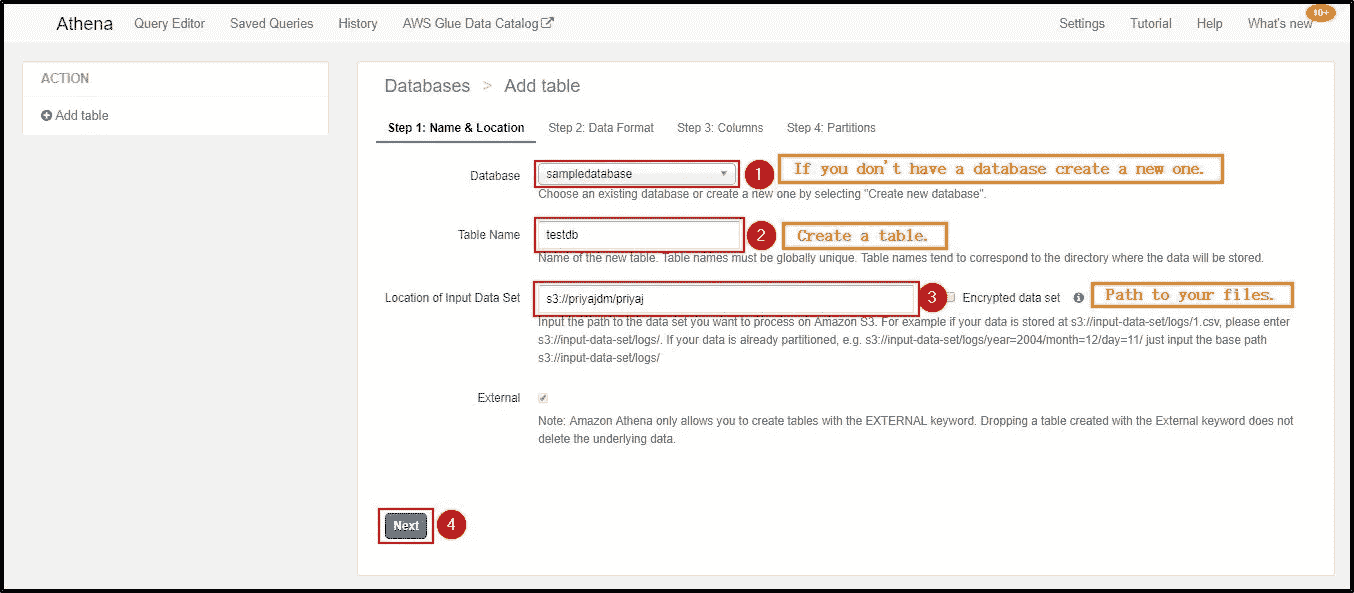 Athena Query Editor Saved Queries History AWS Glue Data Catalog Settings Tutorial Help What's new
ACTION
Add table
Databases > Add table
Step 1: Name & Location Step 2: Data Format Step 3: Columns Step 4: Partitions
Database sampledatabase 1 If you don't have a database create a new one.
Choose an existing database or create a new one by selecting "Create new database".
Table Name testdb 2 Create a table.
Name of the new table. Table names must be globally unique. Table names tend to correspond to the directory where the data will be stored.
Location of Input Data Set s3://priyajdm/priyaj 3 Encrypted data set Path to your files.
Input the path to the data set you want to process on Amazon S3. For example if your data is stored at s3://input-data-set/logs/1.csv, please enter
s3://input-data-set/logs/. If your data is already partitioned, e.g. s3://input-data-set/logs/year=2004/month=12/day=11/ just input the base path
s3://input-data-set/logs/
External
Note: Amazon Athena only allows you to create tables with the EXTERNAL keyword. Dropping a table created with the External keyword does not
delete the underlying data.
Next 4